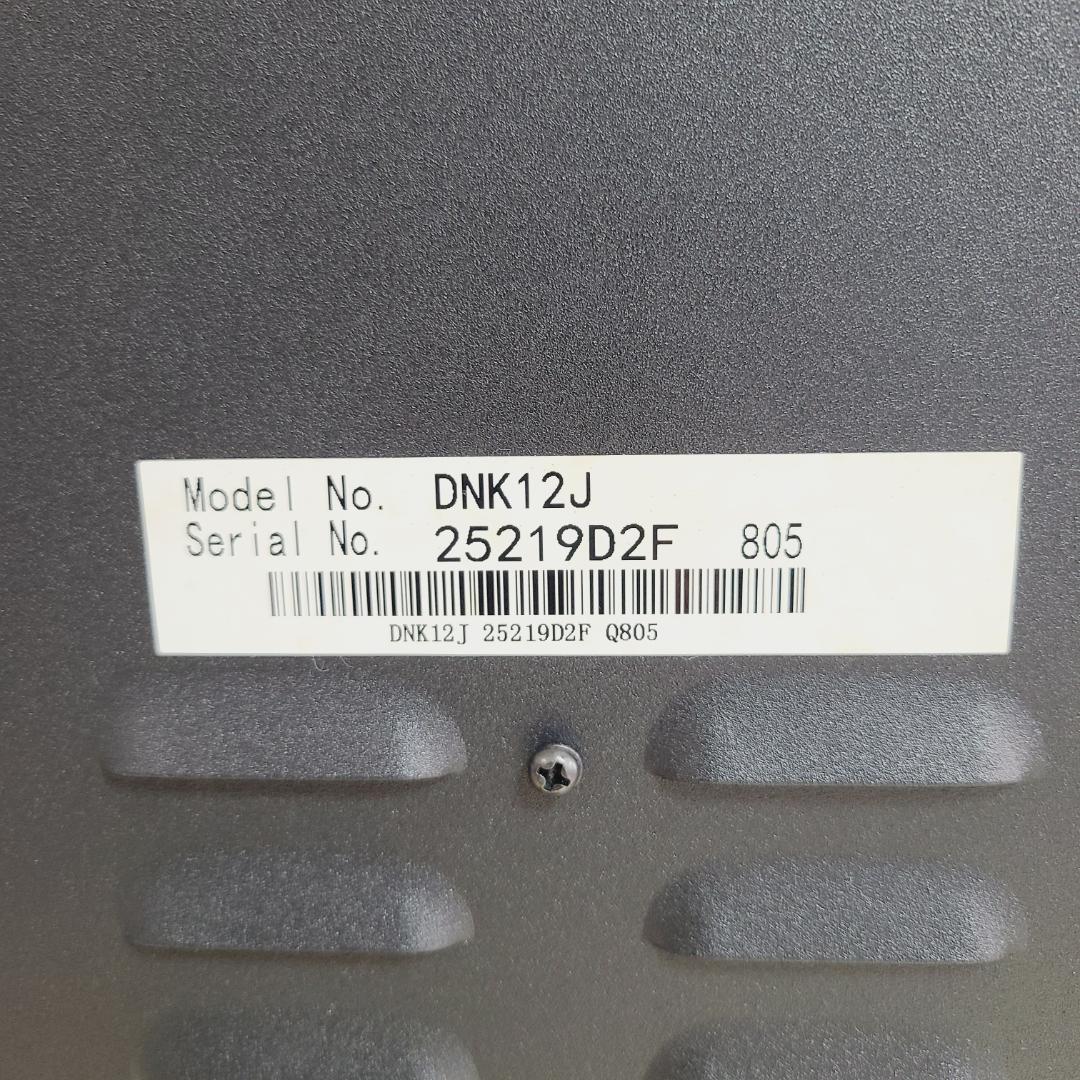 Model No. DNK12J
Serial No. 25219D2F 805
DNK12J 25219D2F Q805